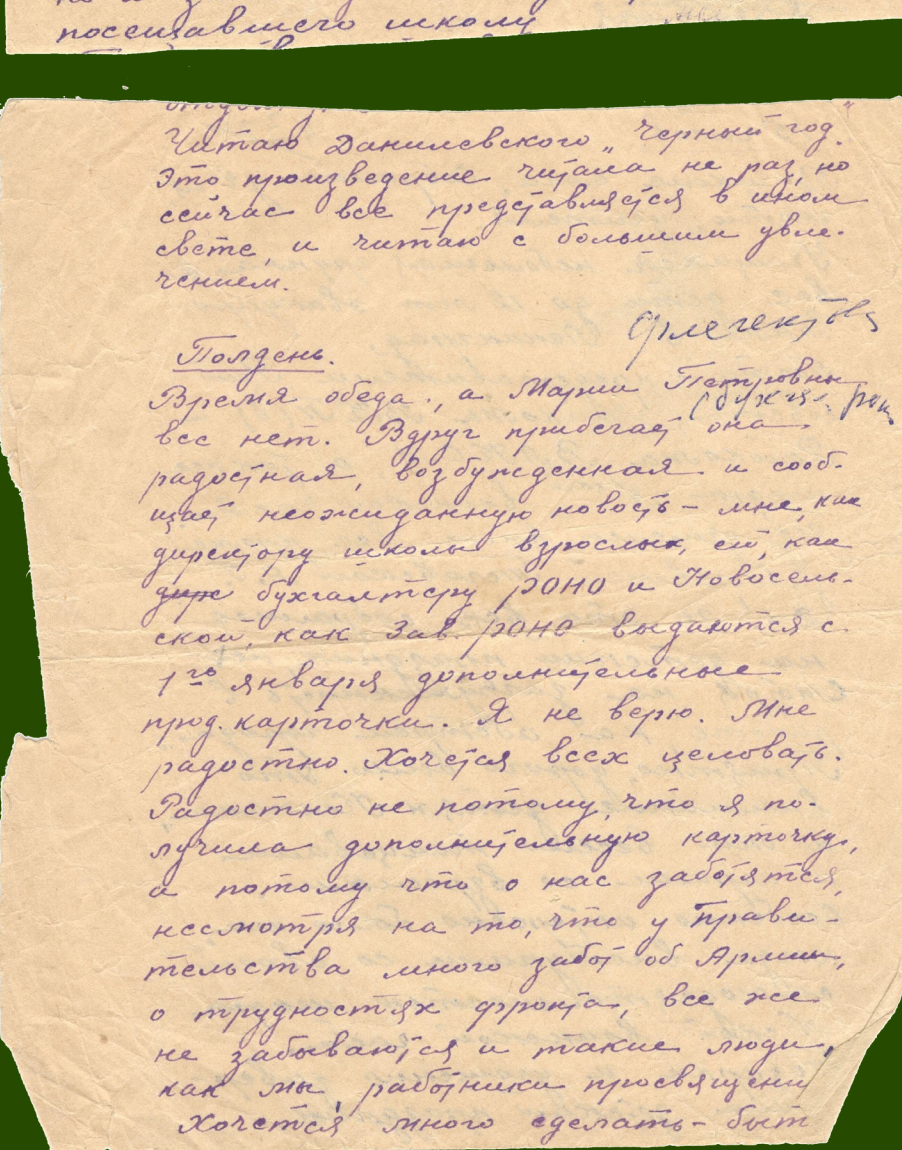 посещавшего школу
Читаю Данилевского „Черный год“.
Это произведение читала не раз, но
сейчас все представляется в ином
свете, и читаю с большим увле-
чением.
Полдень.
Время обеда, а Марии Петровны
(бухгал. рон
все нет. Вдруг прибегает она
радостная, возбужденная и сооб-
щает неожиданную новость – мне, как
директору школы взрослых, ей, как
дир бухгалтеру РОНО и Новосель-
ской, как Зав. РОНО выдаются с
1го января дополнительные
прод. карточки. Я не верю. Мне
радостно. Хочется всех целовать.
Радостно не потому, что я по-
лучила дополнительную карточку,
а потому что о нас заботятся,
несмотря на то, что у Прави-
тельства много забот об Армии,
о трудностях фронта, все же
не забываются и такие люди,
как мы, работники просвящени
Хочется много сделать – быт